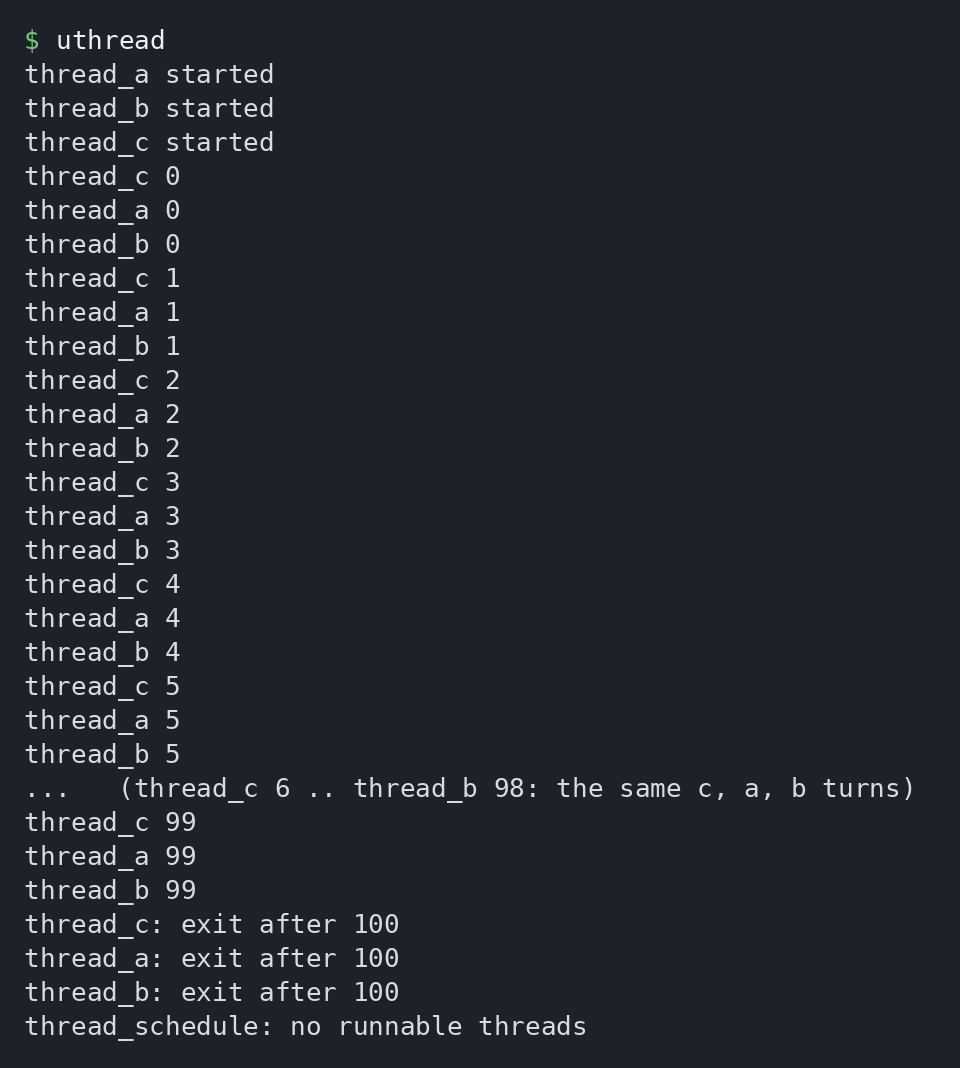 $ uthread
thread_a started
thread_b started
thread_c started
thread_c 0
thread_a 0
thread_b 0
thread_c 1
thread_a 1
thread_b 1
thread_c 2
thread_a 2
thread_b 2
thread_c 3
thread_a 3
thread_b 3
thread_c 4
thread_a 4
thread_b 4
thread_c 5
thread_a 5
thread_b 5
...   (thread_c 6 .. thread_b 98: the same c, a, b turns)
thread_c 99
thread_a 99
thread_b 99
thread_c: exit after 100
thread_a: exit after 100
thread_b: exit after 100
thread_schedule: no runnable threads